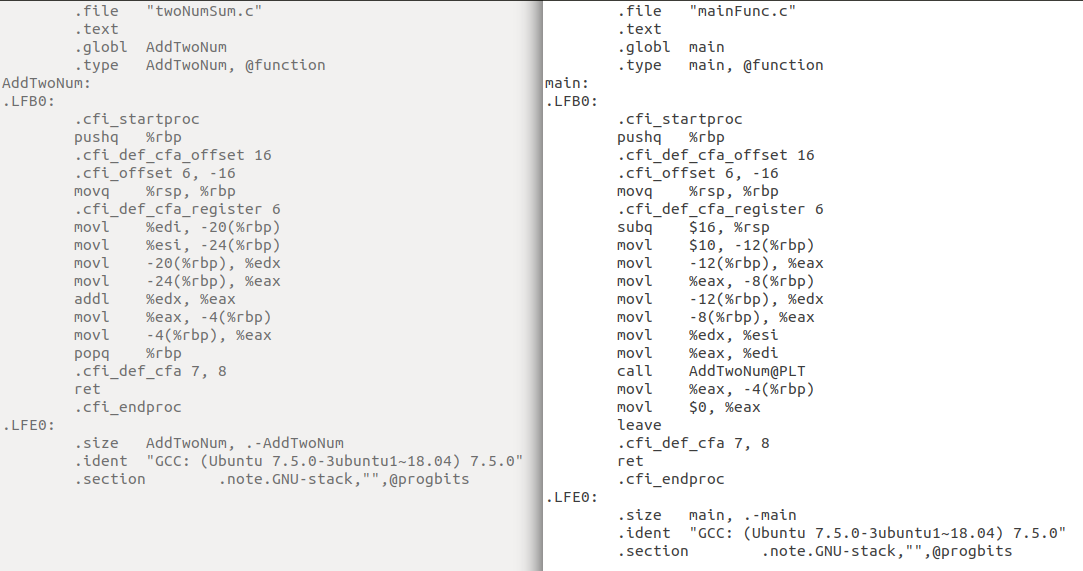 .file "twoNumSum.c"
.text
.globl AddTwoNum
.type AddTwoNum, @function
AddTwoNum:
.LFB0:
.cfi_startproc
pushq %rbp
.cfi_def_cfa_offset 16
.cfi_offset 6, -16
movq %rsp, %rbp
.cfi_def_cfa_register 6
movl %edi, -20(%rbp)
movl %esi, -24(%rbp)
movl -20(%rbp), %edx
movl -24(%rbp), %eax
addl %edx, %eax
movl %eax, -4(%rbp)
movl -4(%rbp), %eax
popq %rbp
.cfi_def_cfa 7, 8
ret
.cfi_endproc
.LFE0:
.size AddTwoNum, .-AddTwoNum
.ident "GCC: (Ubuntu 7.5.0-3ubuntu1~18.04) 7.5.0"
.section .note.GNU-stack,"",@progbits
.file "mainFunc.c"
.text
.globl main
.type main, @function
main:
.LFB0:
.cfi_startproc
pushq %rbp
.cfi_def_cfa_offset 16
.cfi_offset 6, -16
movq %rsp, %rbp
.cfi_def_cfa_register 6
subq $16, %rsp
movl $10, -12(%rbp)
movl -12(%rbp), %eax
movl %eax, -8(%rbp)
movl -12(%rbp), %edx
movl -8(%rbp), %eax
movl %edx, %esi
movl %eax, %edi
call AddTwoNum@PLT
movl %eax, -4(%rbp)
movl $0, %eax
leave
.cfi_def_cfa 7, 8
ret
.cfi_endproc
.LFE0:
.size main, .-main
.ident "GCC: (Ubuntu 7.5.0-3ubuntu1~18.04) 7.5.0"
.section .note.GNU-stack,"",@progbits